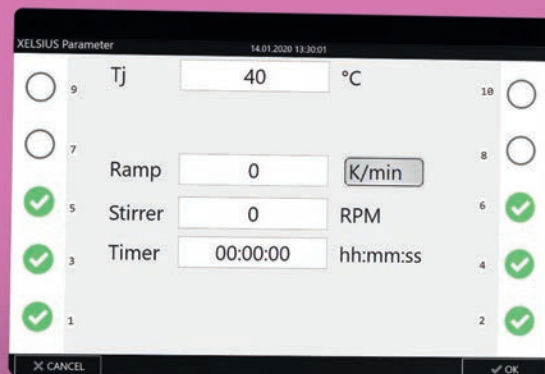 XELSIUS Parameter 14.01.2020 13:30:01
9 Tj 40 °C 10
7 8
Ramp 0 K/min
5 Stirrer 0 RPM 6
3 Timer 00:00:00 hh:mm:ss 4
1 2
CANCEL OK